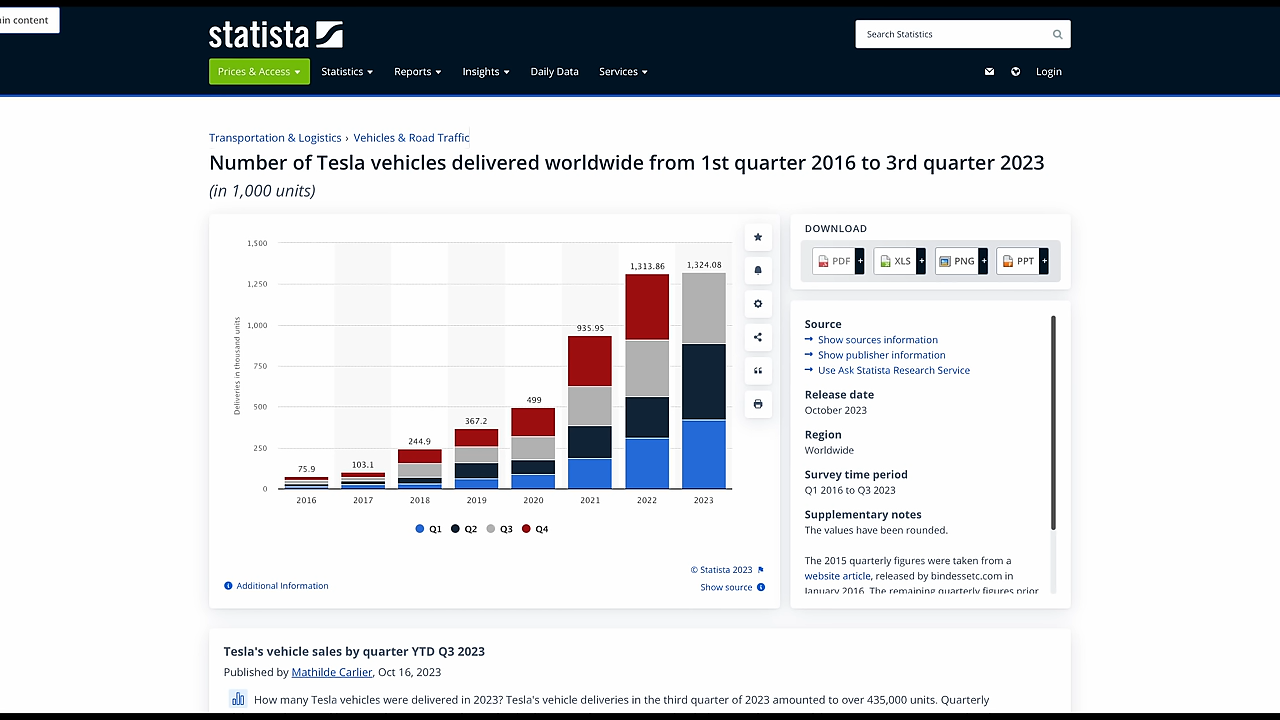 in content
statista
Search Statistics
Prices & Access
Statistics
Reports
Insights
Daily Data
Services
Login
Transportation & Logistics › Vehicles & Road Traffic
Number of Tesla vehicles delivered worldwide from 1st quarter 2016 to 3rd quarter 2023
(in 1,000 units)
Deliveries in thousand units
1,500
1,250
1,000
750
500
250
0
75.9
103.1
244.9
367.2
499
935.95
1,313.86
1,324.08
2016
2017
2018
2019
2020
2021
2022
2023
Q1
Q2
Q3
Q4
Additional Information
© Statista 2023
Show source
DOWNLOAD
PDF +
XLS +
PNG +
PPT +
Source
→ Show sources information
→ Show publisher information
→ Use Ask Statista Research Service
Release date
October 2023
Region
Worldwide
Survey time period
Q1 2016 to Q3 2023
Supplementary notes
The values have been rounded.
The 2015 quarterly figures were taken from a
website article, released by bindessetc.com in
January 2016. The remaining quarterly figures prior
Tesla's vehicle sales by quarter YTD Q3 2023
Published by Mathilde Carlier, Oct 16, 2023
How many Tesla vehicles were delivered in 2023? Tesla's vehicle deliveries in the third quarter of 2023 amounted to over 435,000 units. Quarterly